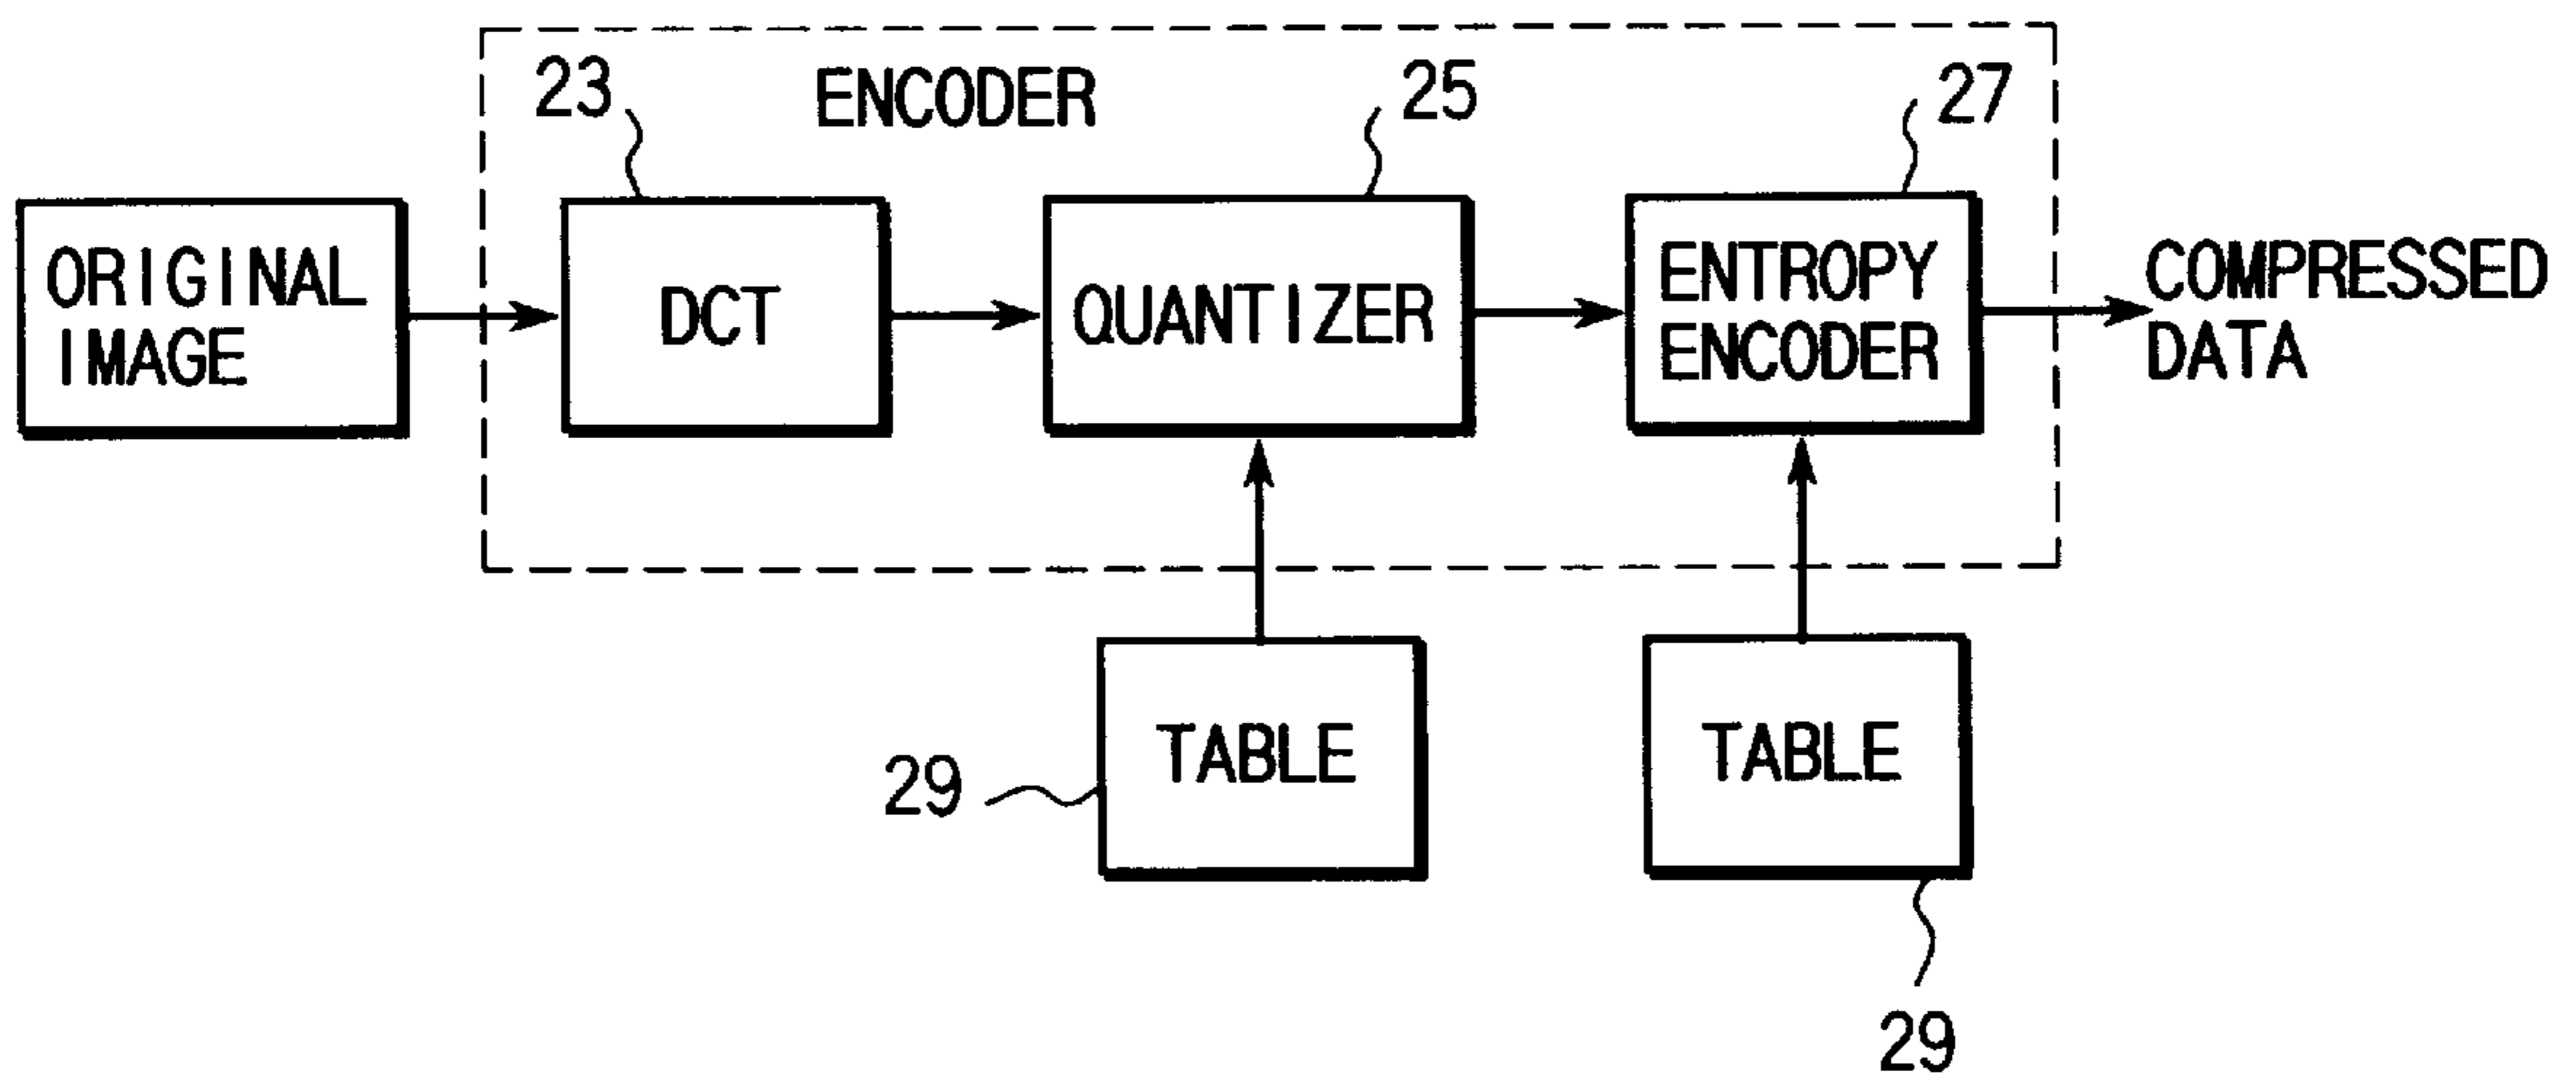 ENCODER
23
25
27
ORIGINAL
IMAGE
DCT
QUANTIZER
ENTROPY
ENCODER
COMPRESSED
DATA
TABLE
29
TABLE
29